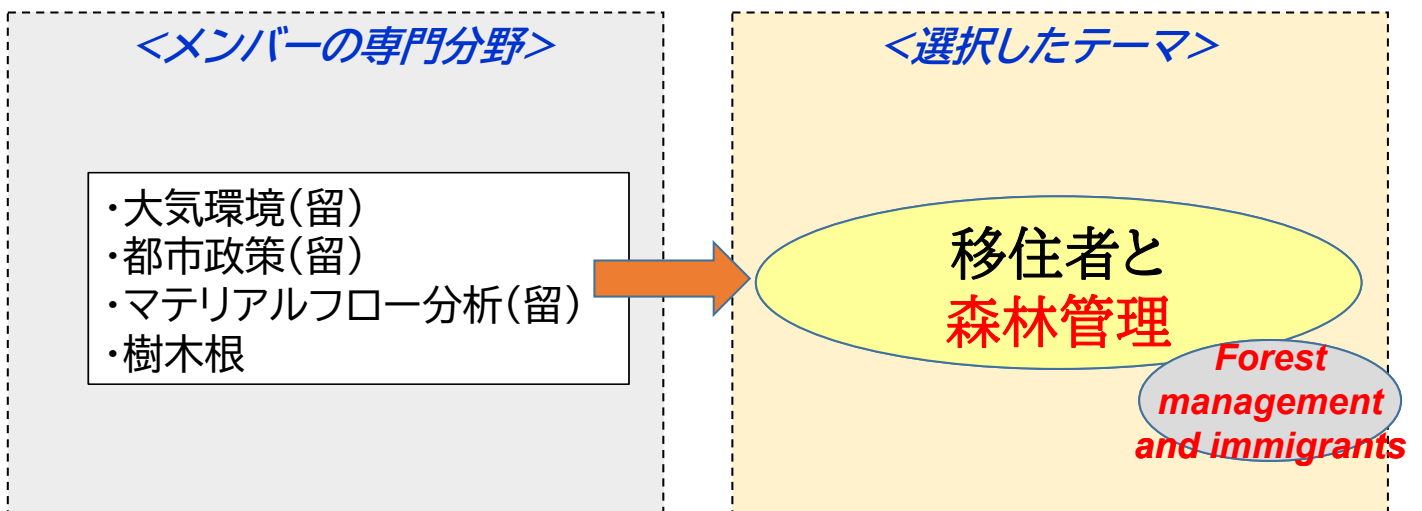 <メンバーの専門分野>
・大気環境(留)
・都市政策(留)
・マテリアルフロー分析(留)
・樹木根
<選択したテーマ>
移住者と
森林管理
Forest
management
and immigrants